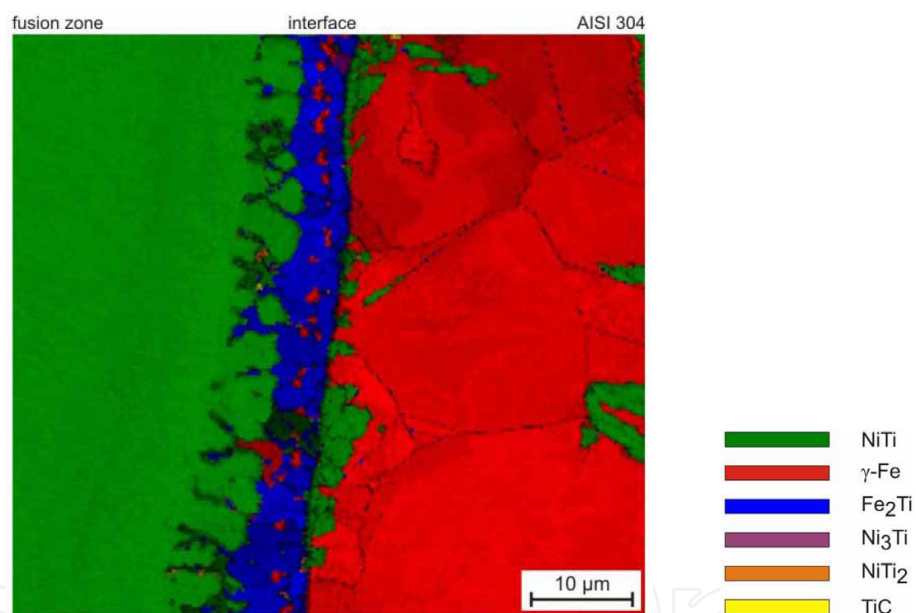 fusion zone interface AISI 304
10 µm
NiTi
γ-Fe
Fe2Ti
Ni3Ti
NiTi2
TiC